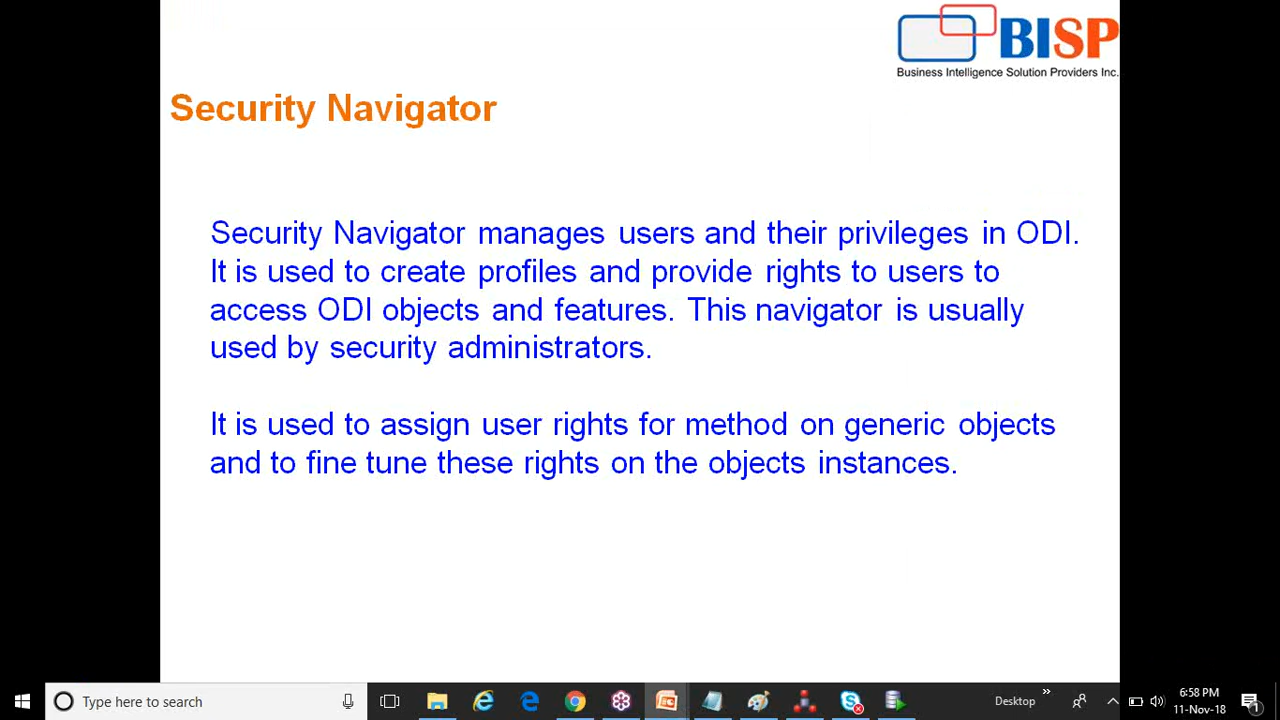 BISP
Business Intelligence Solution Providers Inc.
Security Navigator
Security Navigator manages users and their privileges in ODI.
It is used to create profiles and provide rights to users to
access ODI objects and features. This navigator is usually
used by security administrators.
It is used to assign user rights for method on generic objects
and to fine tune these rights on the objects instances.
Type here to search
Desktop
6:58 PM
11-Nov-18
1